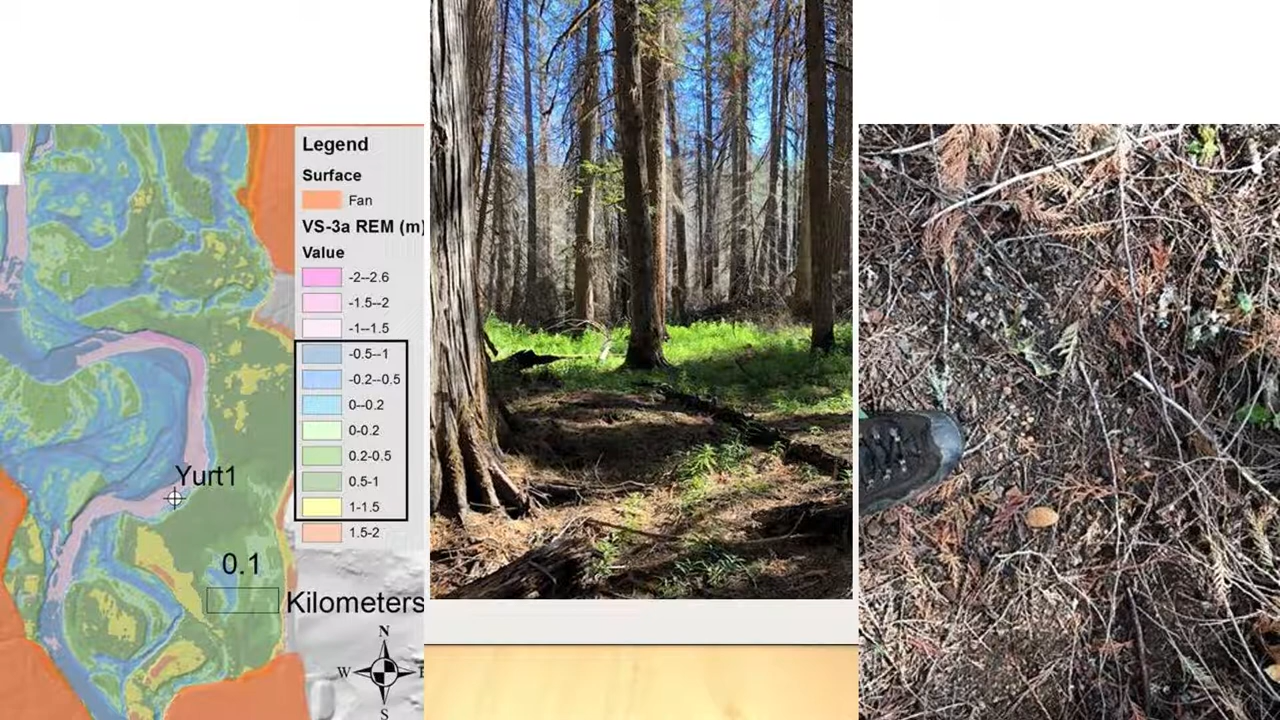 Legend
Surface
Fan
VS-3a REM (m)
Value
-2--2.6
-1.5--2
-1--1.5
-0.5--1
-0.2--0.5
0--0.2
0-0.2
0.2-0.5
0.5-1
1-1.5
1.5-2
Yurt1
0.1
Kilometers
N
W
S